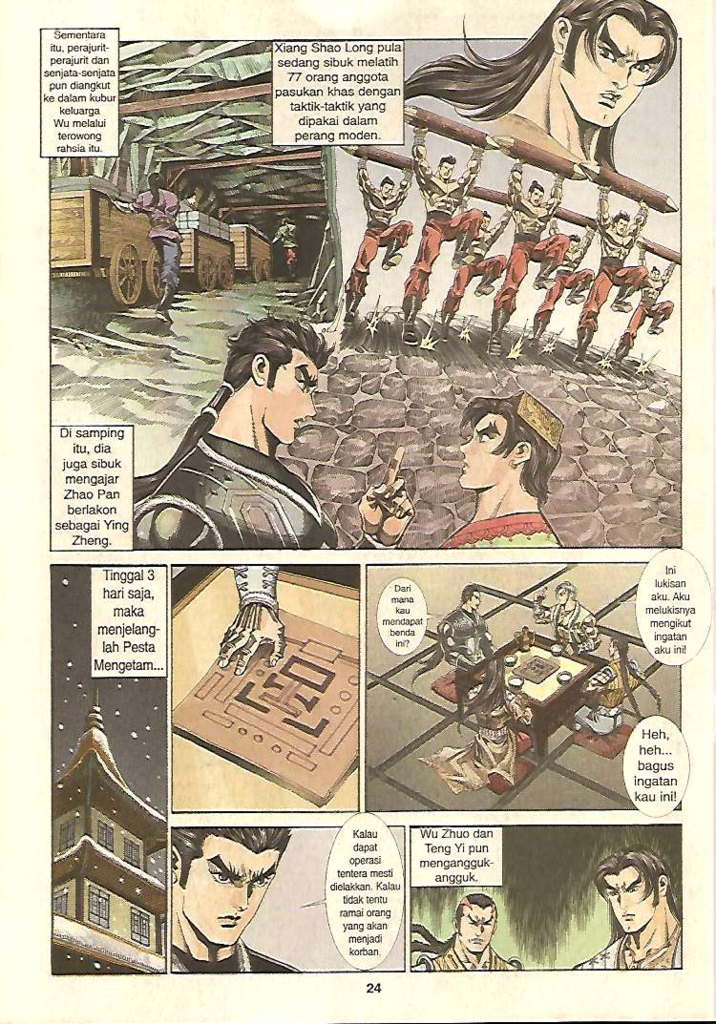 Sementara
itu, perajurit-
perajurit dan
senjata-senjata
pun diangkut
ke dalam kubur
keluarga
Wu melalui
terowong
rahsia itu.
Xiang Shao Long pula
sedang sibuk melatih
77 orang anggota
pasukan khas dengan
taktik-taktik yang
dipakai dalam
perang moden.
Di samping
itu, dia
juga sibuk
mengajar
Zhao Pan
berlakon
sebagai Ying
Zheng.
Tinggal 3
hari saja,
maka
menjelang-
lah Pesta
Mengetam...
Dari
mana
kau
mendapat
benda
ini?
Ini
lukisan
aku. Aku
melukisnya
mengikut
ingatan
aku ini!
Heh,
heh...
bagus
ingatan
kau ini!
Kalau
dapat
operasi
tentera mesti
dielakkan. Kalau
tidak tentu
ramai orang
yang akan
menjadi
korban.
Wu Zhuo dan
Teng Yi pun
mengangguk-
angguk.
24